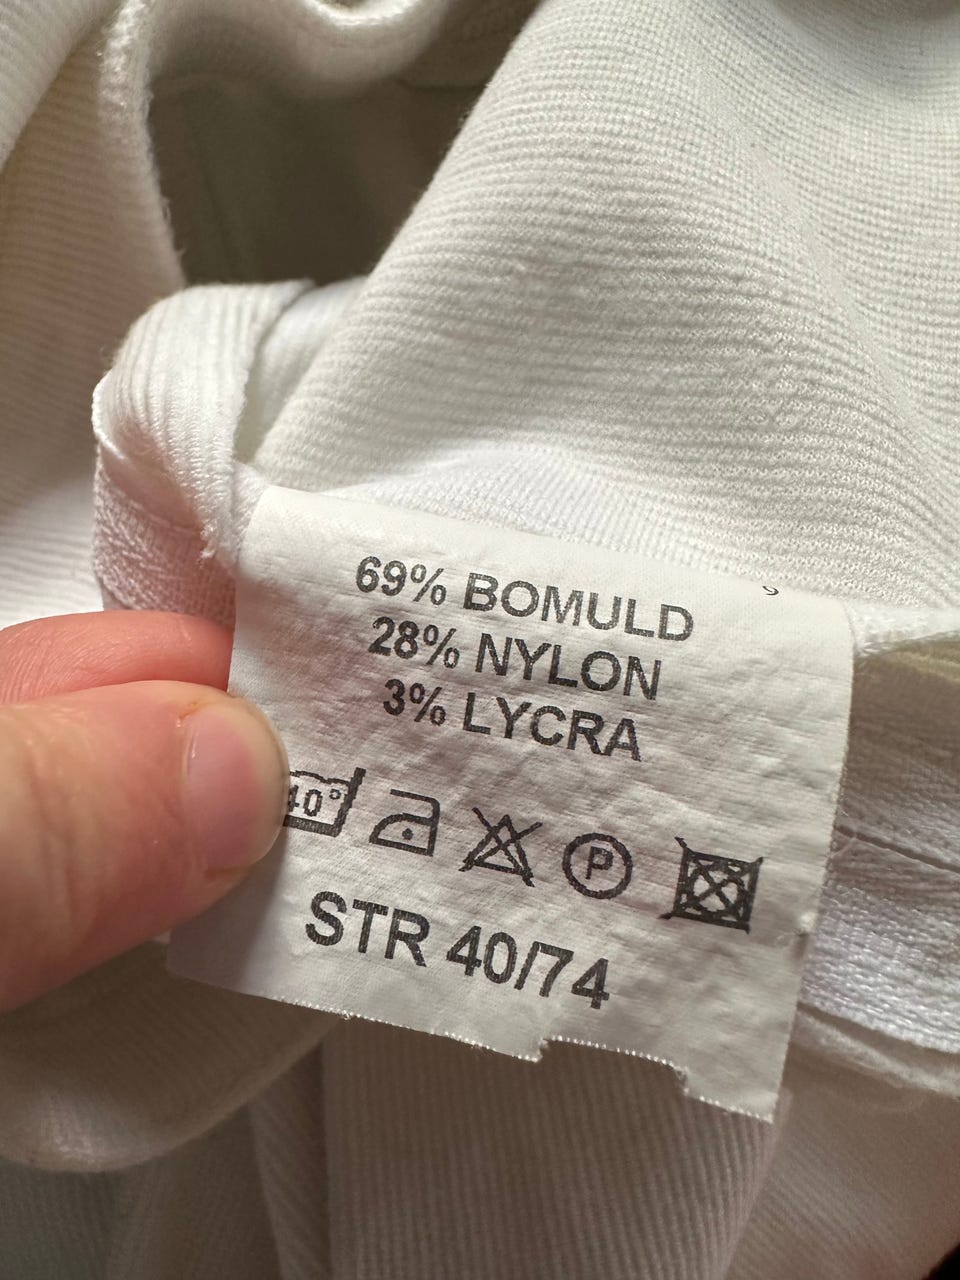 69% BOMULD
28% NYLON
3% LYCRA
40° P
STR 40/74